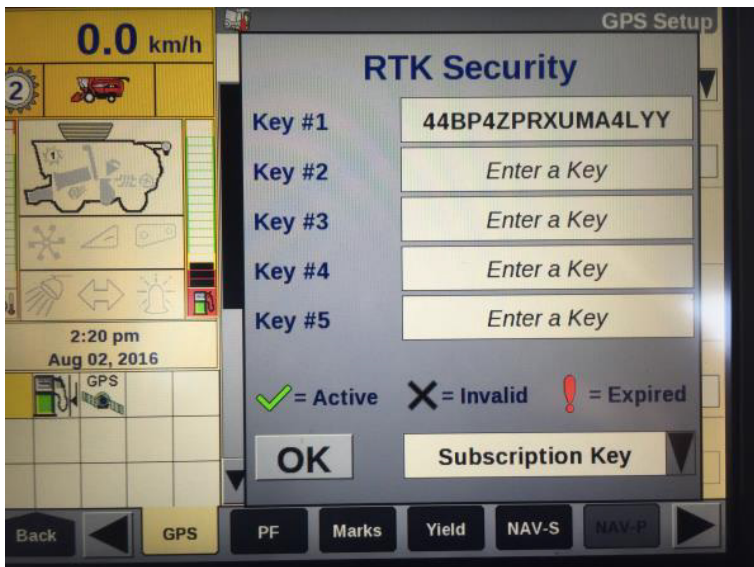 0.0 km/h
GPS Setup
2
1
RTK Security
Key #1 44BP4ZPRXUMA4LYY
Key #2 Enter a Key
Key #3 Enter a Key
Key #4 Enter a Key
Key #5 Enter a Key
2:20 pm
Aug 02, 2016
GPS
= Active = Invalid = Expired
OK Subscription Key
Back GPS PF Marks Yield NAV-S NAV-P